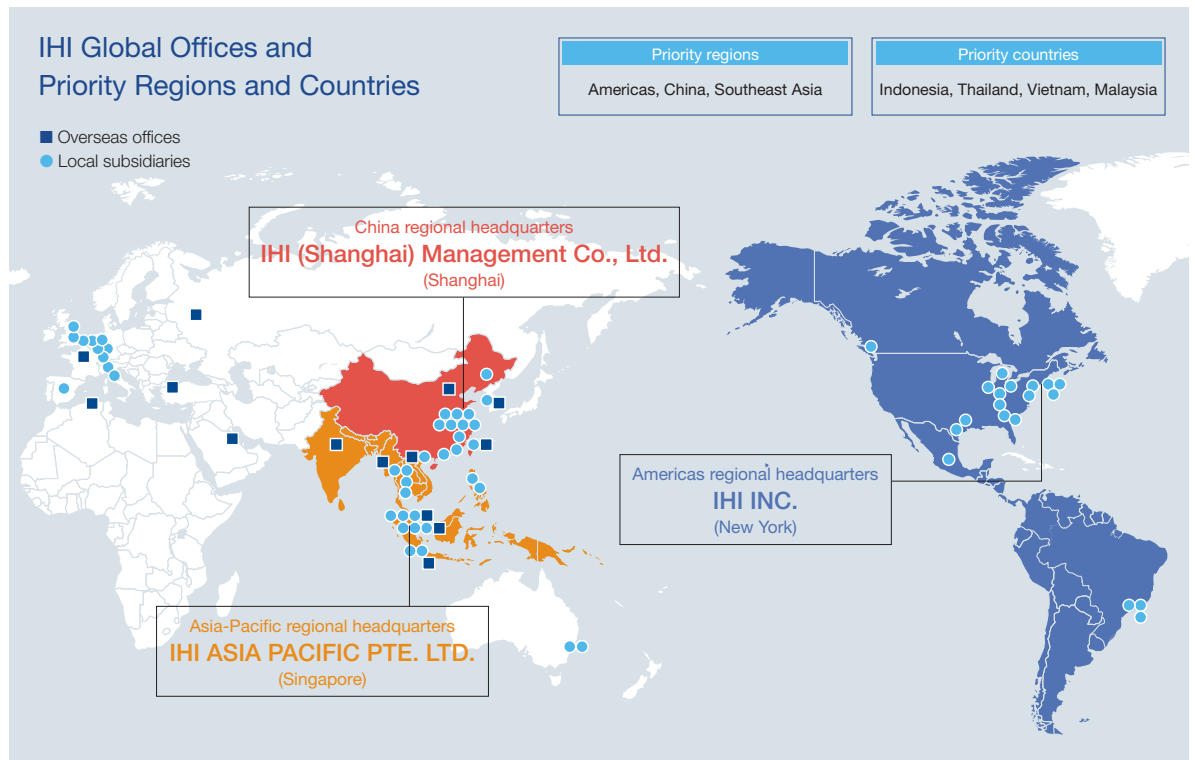 IHI Global Offices and
Priority Regions and Countries
Overseas offices
Local subsidiaries
Priority regions
Americas, China, Southeast Asia
Priority countries
Indonesia, Thailand, Vietnam, Malaysia
China regional headquarters
IHI (Shanghai) Management Co., Ltd.
(Shanghai)
Americas regional headquarters
IHI INC.
(New York)
Asia-Pacific regional headquarters
IHI ASIA PACIFIC PTE. LTD.
(Singapore)